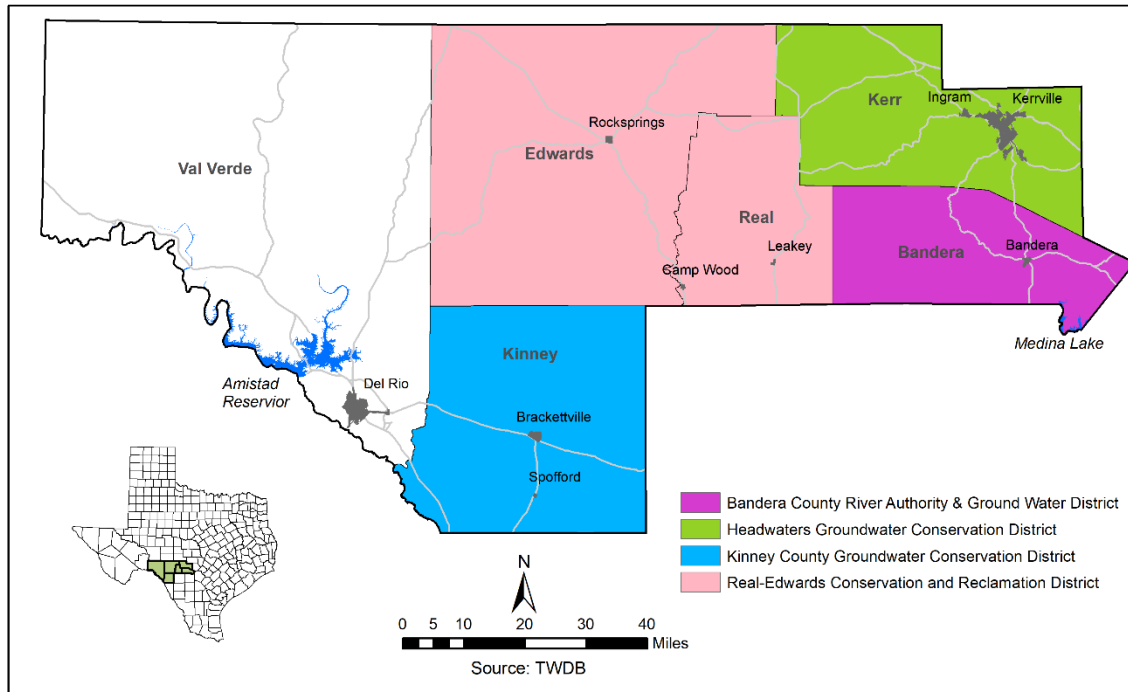 Kerr
Ingram
Kerrville
Rocksprings
Edwards
Val Verde
Real
Leakey
Bandera
Bandera
Camp Wood
Medina Lake
Kinney
Amistad
Reservior
Del Rio
Brackettville
Spofford
Bandera County River Authority & Ground Water District
Headwaters Groundwater Conservation District
Kinney County Groundwater Conservation District
Real-Edwards Conservation and Reclamation District
N
0 5 10 20 30 40
Miles
Source: TWDB